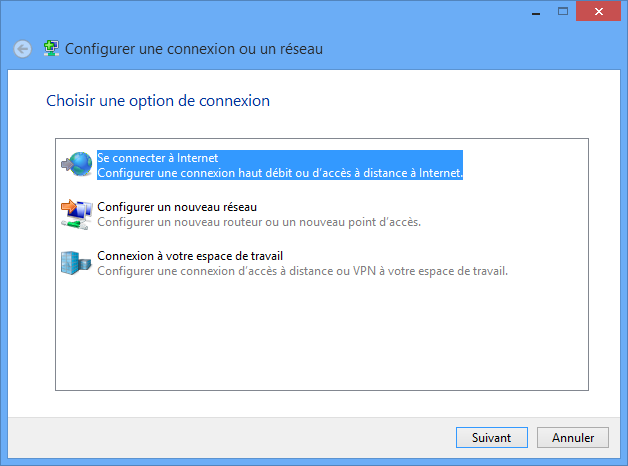 Configurer une connexion ou un réseau
Choisir une option de connexion
Se connecter à Internet
Configurer une connexion haut débit ou d’accès à distance à Internet.
Configurer un nouveau réseau
Configurer un nouveau routeur ou un nouveau point d’accès.
Connexion à votre espace de travail
Configurer une connexion d’accès à distance ou VPN à votre espace de travail.
Suivant
Annuler